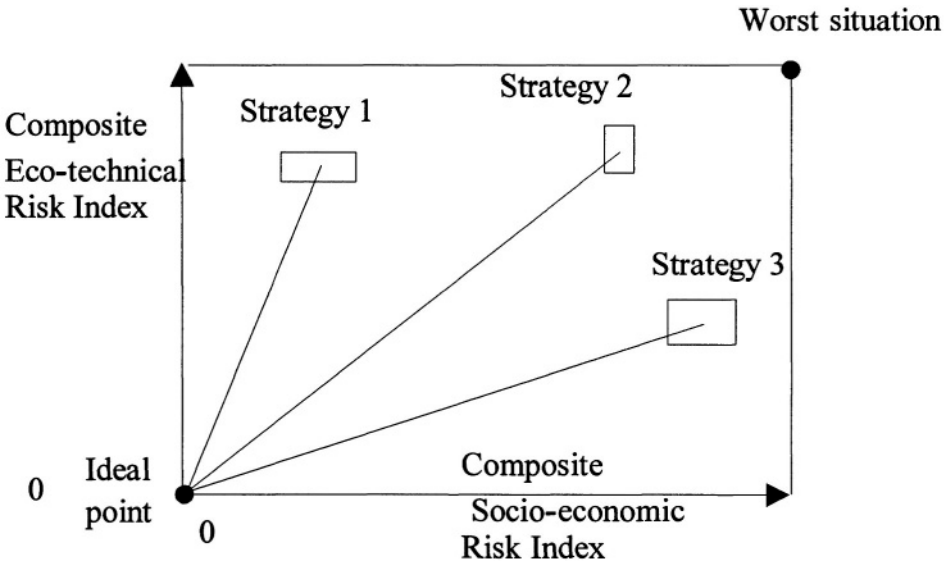 Worst situation
Strategy 2
Strategy 1
Composite
Eco-technical
Risk Index
Strategy 3
Ideal
point
0
0
Composite
Socio-economic
Risk Index